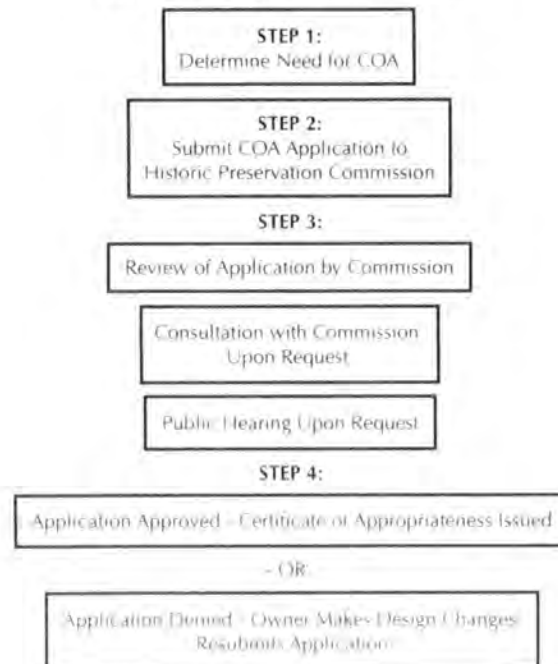 STEP 1:
Determine Need for COA
STEP 2:
Submit COA Application to
Historic Preservation Commission
STEP 3:
Review of Application by Commission
Consultation with Commission
Upon Request
Public Hearing Upon Request
STEP 4:
Application Approved - Certificate of Appropriateness Issued
- OR
Application Denied - Owner Makes Design Changes
Resubmits Application